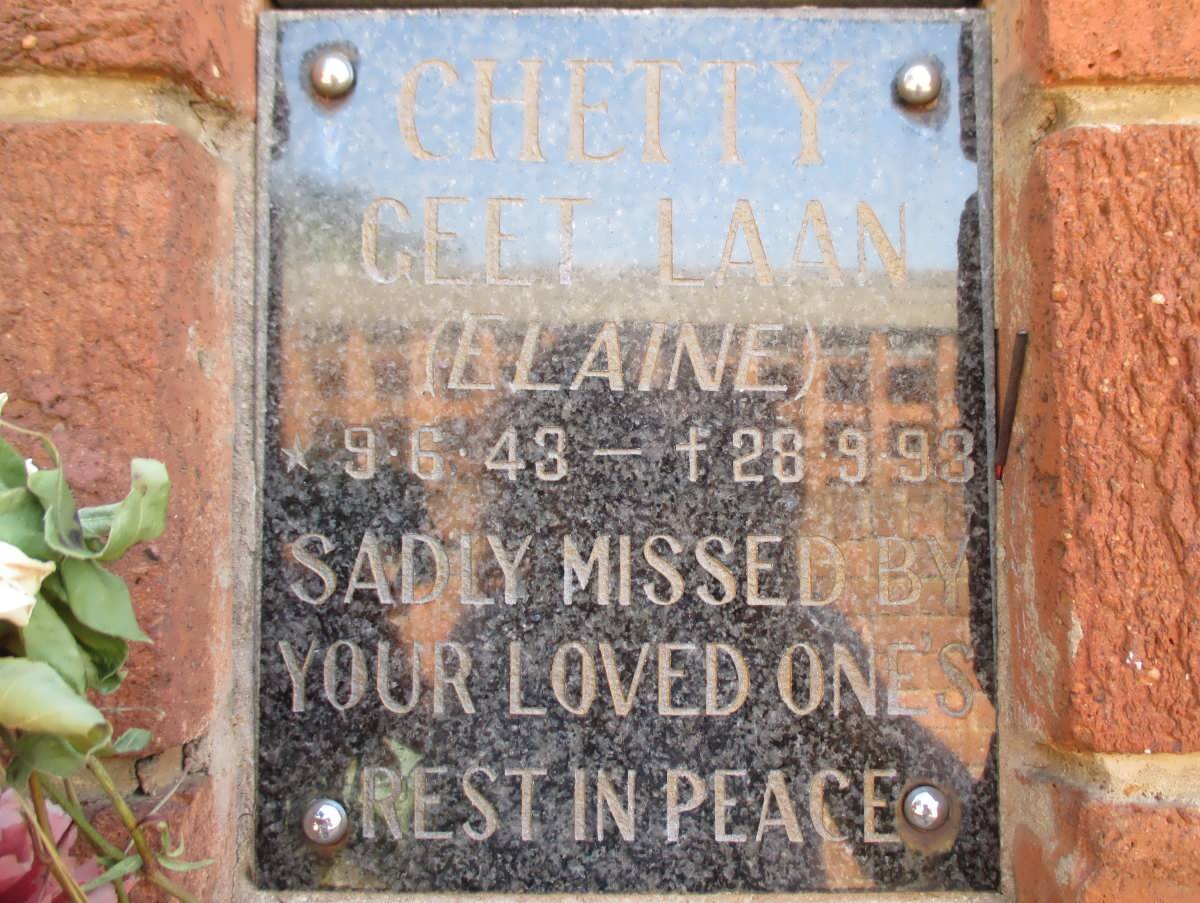 CHETTY
GEET LAAN
(ELAINE)
★ 9·6·43 – † 28·9·93
SADLY MISSED BY
YOUR LOVED ONE'S
REST IN PEACE